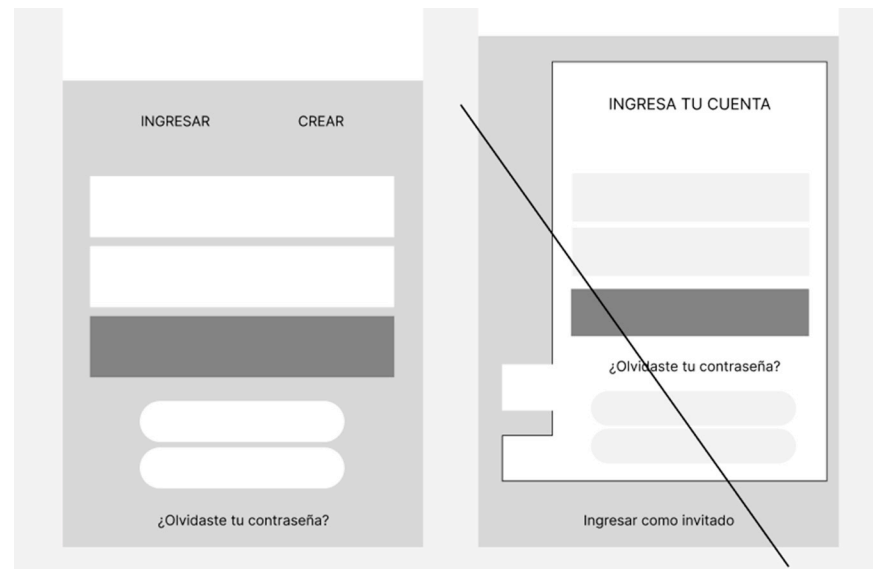 INGRESAR
CREAR
¿Olvidaste tu contraseña?
INGRESA TU CUENTA
¿Olvidaste tu contraseña?
Ingresar como invitado